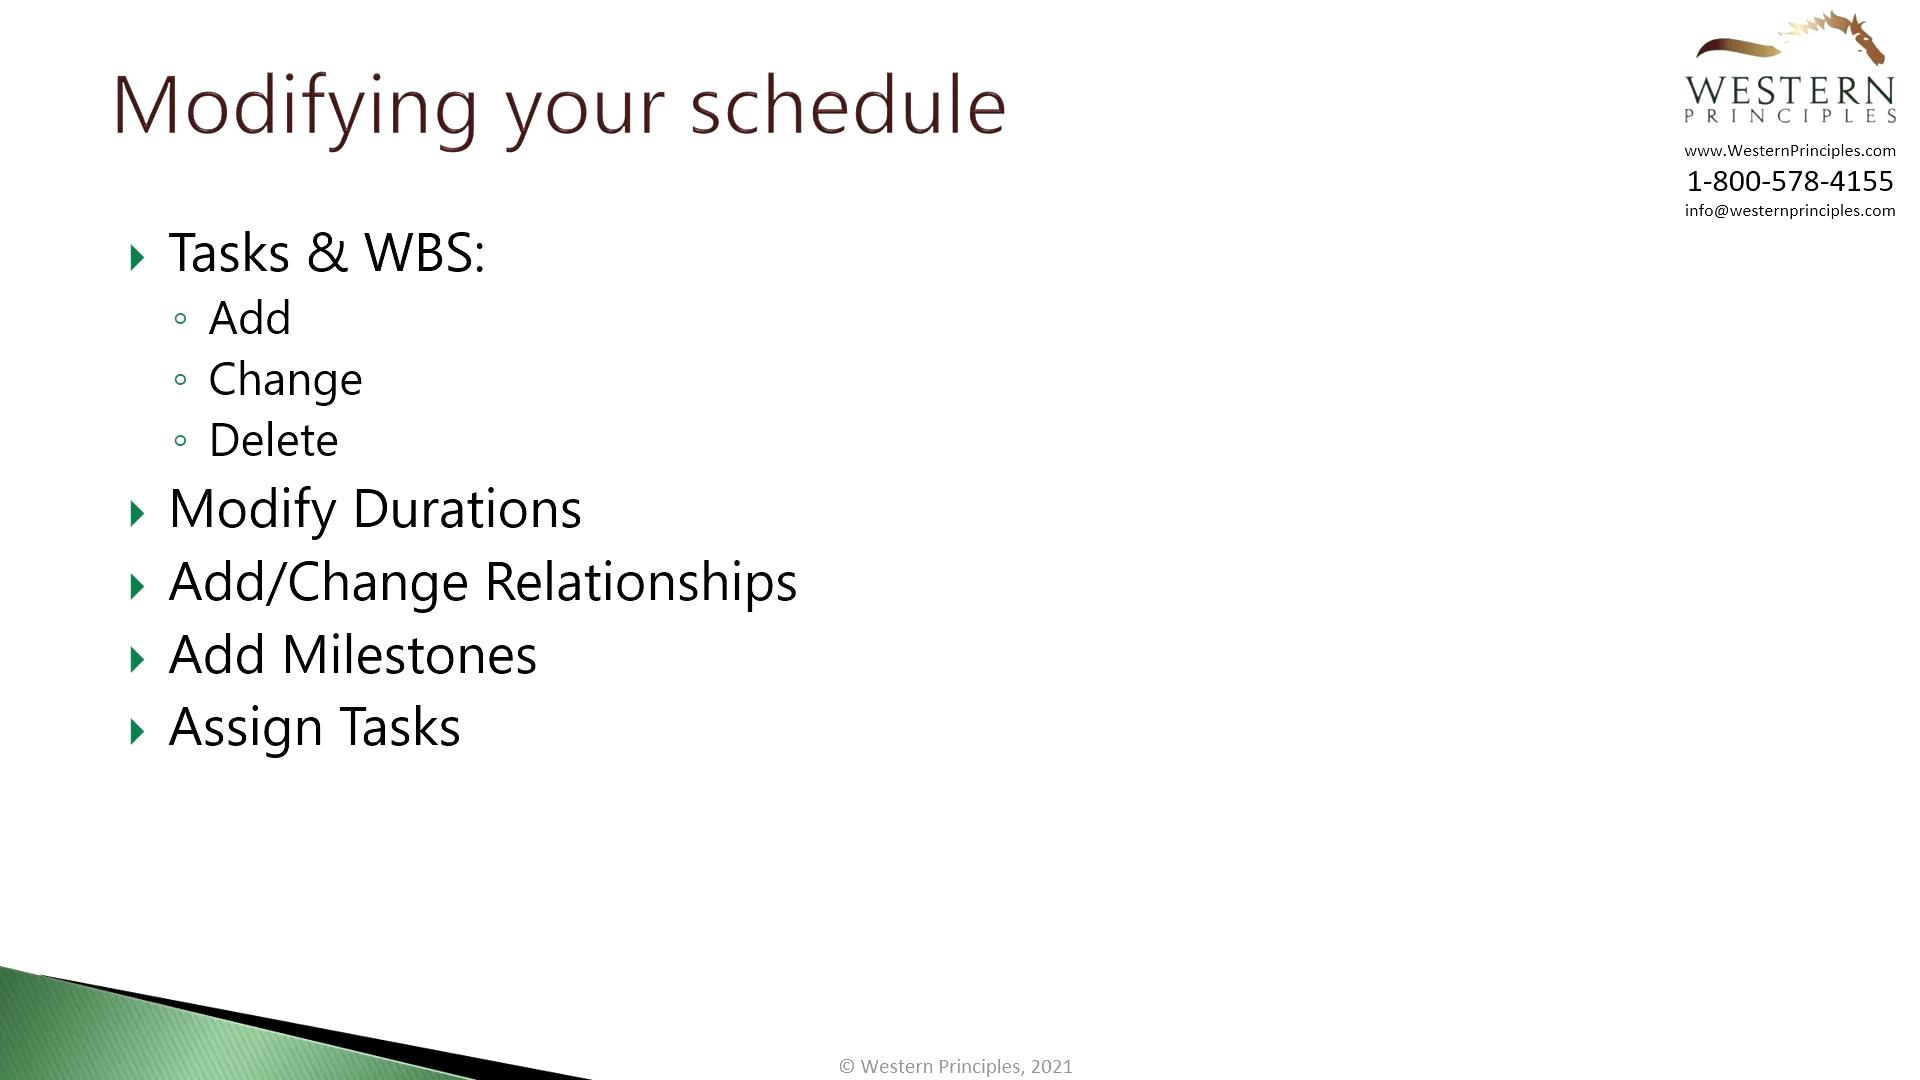 Modifying your schedule
WESTERN
PRINCIPLES
www.WesternPrinciples.com
1-800-578-4155
info@westernprinciples.com
Tasks & WBS:
Add
Change
Delete
Modify Durations
Add/Change Relationships
Add Milestones
Assign Tasks
© Western Principles, 2021